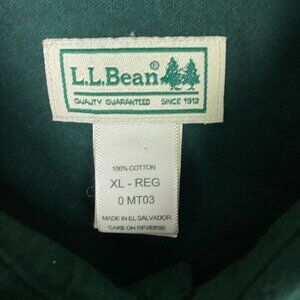 L.L.Bean®
QUALITY GUARANTEED SINCE 1912
100% COTTON
XL - REG
0 MT03
MADE IN EL SALVADOR
CARE ON REVERSE